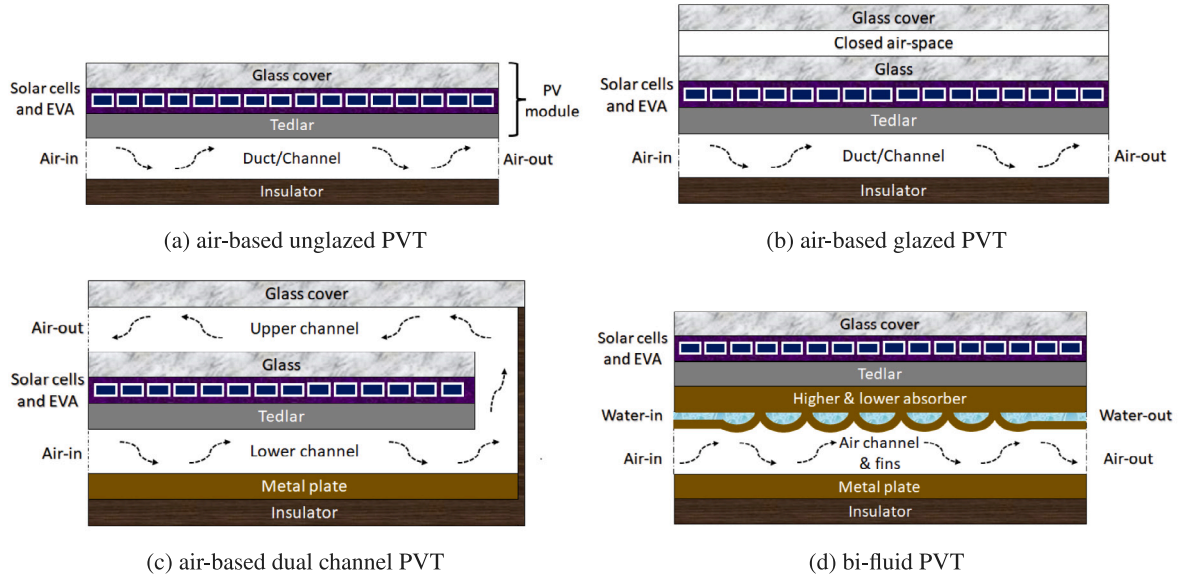 Glass cover
Solar cells
and EVA
PV
module
Tedlar
Air-in
Duct/Channel
Air-out
Insulator
(a) air-based unglazed PVT
Glass cover
Closed air-space
Glass
Solar cells
and EVA
Tedlar
Air-in
Duct/Channel
Air-out
Insulator
(b) air-based glazed PVT
Glass cover
Air-out
Upper channel
Glass
Solar cells
and EVA
Tedlar
Air-in
Lower channel
Metal plate
Insulator
(c) air-based dual channel PVT
Glass cover
Solar cells
and EVA
Tedlar
Higher & lower absorber
Water-in
Water-out
Air channel
& fins
Air-in
Air-out
Metal plate
Insulator
(d) bi-fluid PVT